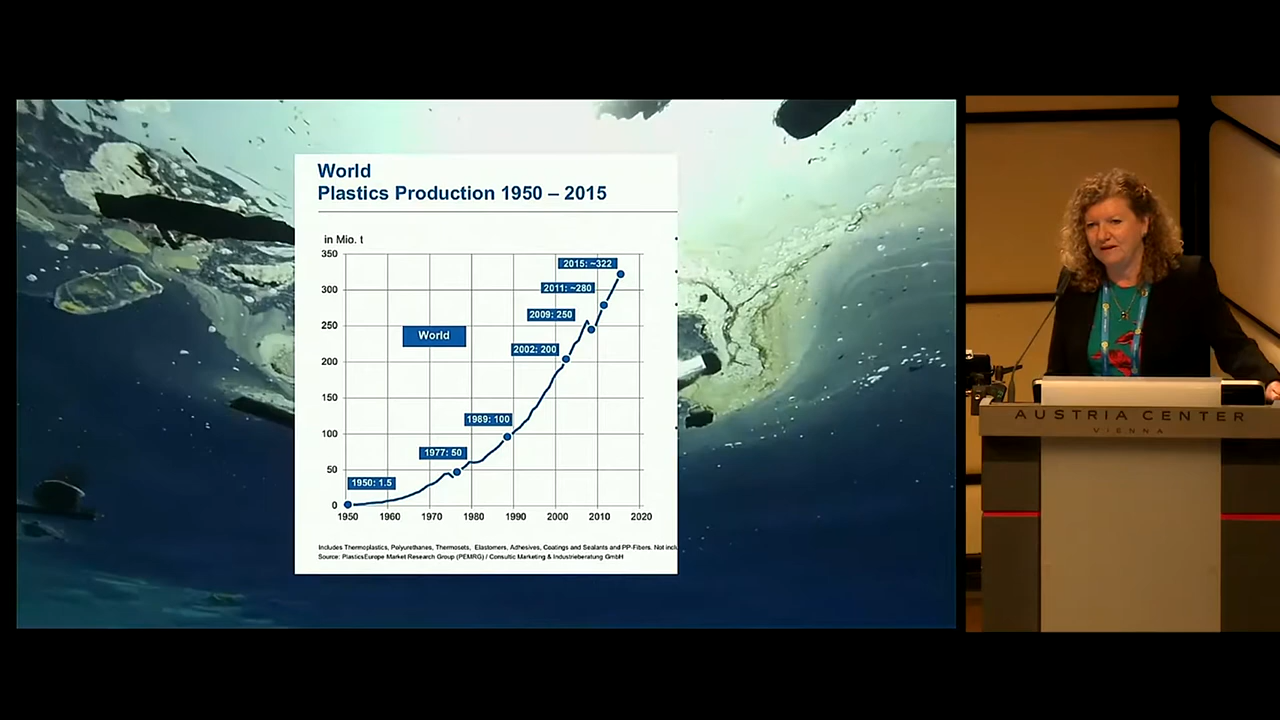 World
Plastics Production 1950 – 2015
in Mio. t
350
300
250
200
150
100
50
0
2015: ~322
2011: ~280
2009: 250
World
2002: 200
1989: 100
1977: 50
1950: 1.5
1950 1960 1970 1980 1990 2000 2010 2020
Includes Thermoplastics, Polyurethanes, Thermosets, Elastomers, Adhesives, Coatings and Sealants and PP-Fibers. Not inclu
Source: PlasticsEurope Market Research Group (PEMRG) / Consultic Marketing & Industrieberatung GmbH
AUSTRIA CENTER
VIENNA